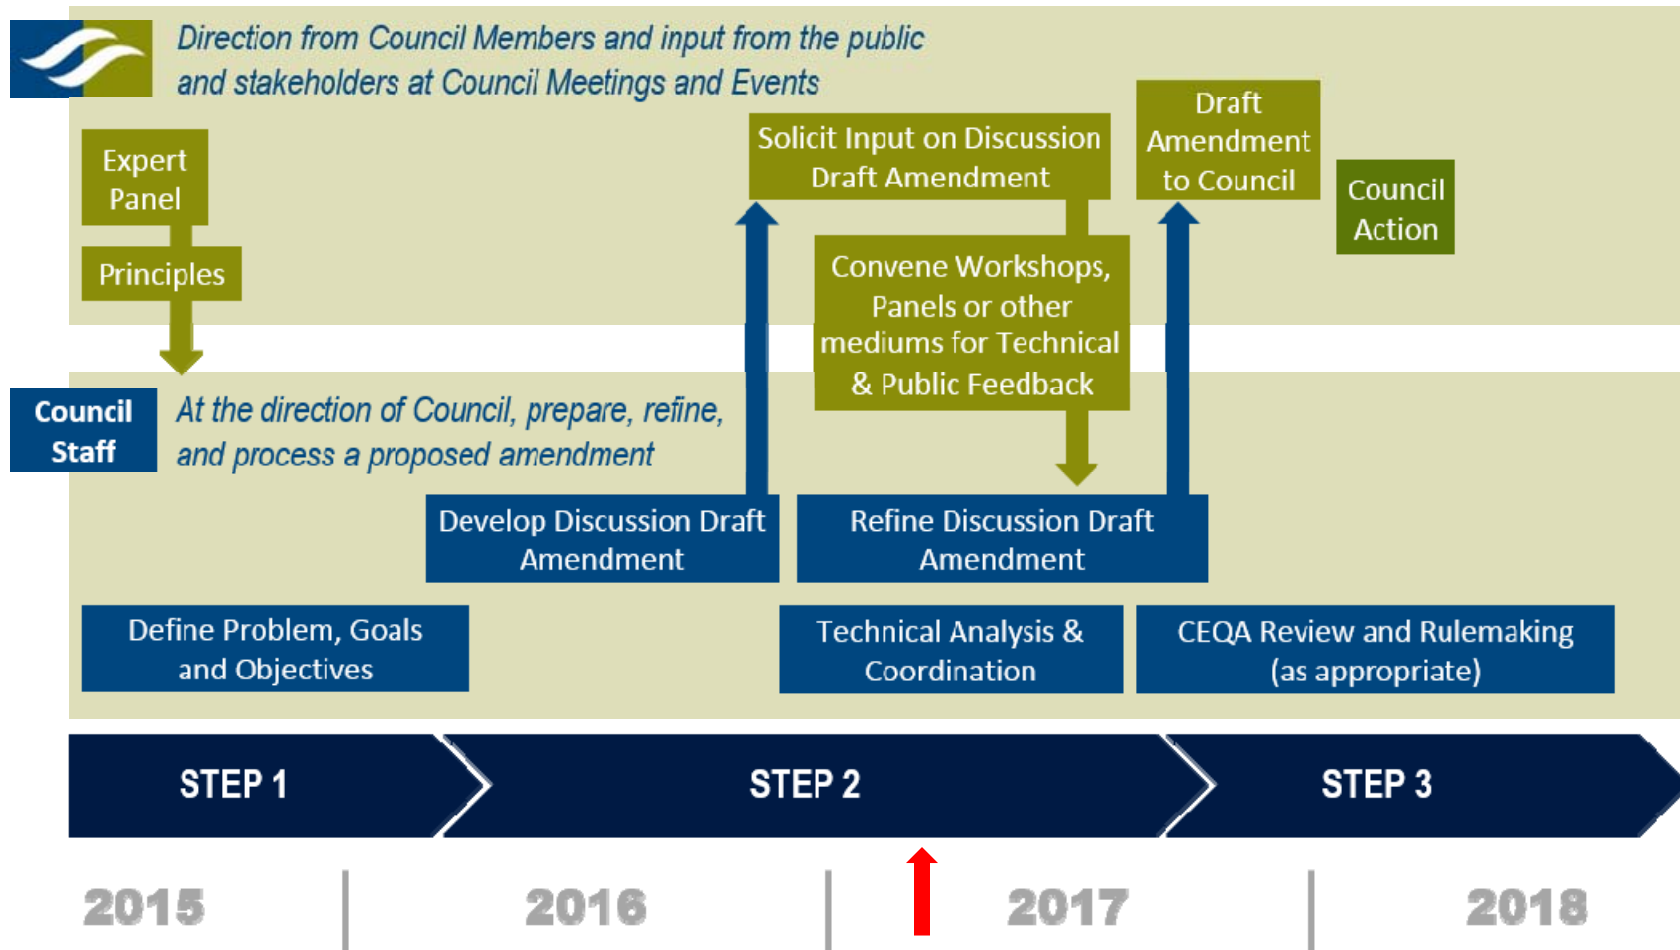 Direction from Council Members and input from the public
and stakeholders at Council Meetings and Events
Expert
Panel
Principles
Solicit Input on Discussion
Draft Amendment
Draft
Amendment
to Council
Council
Action
Convene Workshops,
Panels or other
mediums for Technical
& Public Feedback
Council
Staff
At the direction of Council, prepare, refine,
and process a proposed amendment
Develop Discussion Draft
Amendment
Refine Discussion Draft
Amendment
Define Problem, Goals
and Objectives
Technical Analysis &
Coordination
CEQA Review and Rulemaking
(as appropriate)
STEP 1
STEP 2
STEP 3
2015
2016
2017
2018